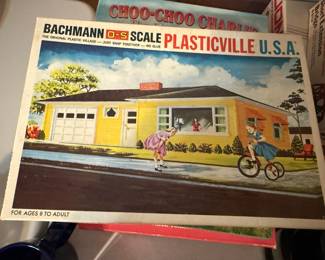 CHOO-CHOO CHARLIE
BACHMANN O-S SCALE PLASTICVILLE U.S.A.
THE ORIGINAL PLASTIC VILLAGE — JUST SNAP TOGETHER — NO GLUE
FOR AGES 8 TO ADULT